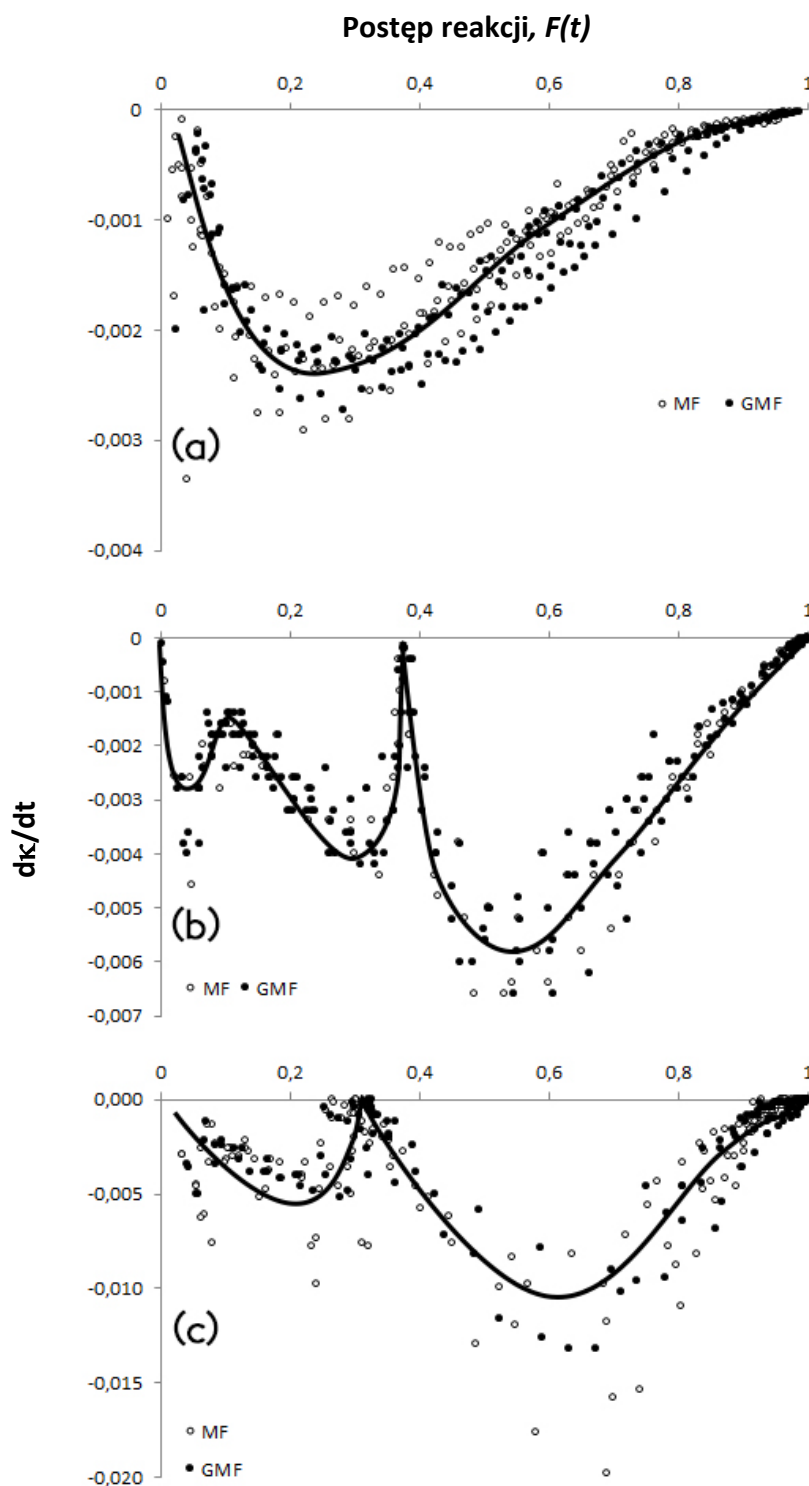 Postęp reakcji, F(t)
0 0,2 0,4 0,6 0,8 1
0
-0,001
-0,002
-0,003
-0,004
MF GMF
(a)
0 0,2 0,4 0,6 0,8 1
0
-0,001
-0,002
-0,003
-0,004
-0,005
-0,006
-0,007
dκ/dt
(b)
MF GMF
0 0,2 0,4 0,6 0,8 1
0,000
-0,005
-0,010
-0,015
-0,020
(c)
MF
GMF